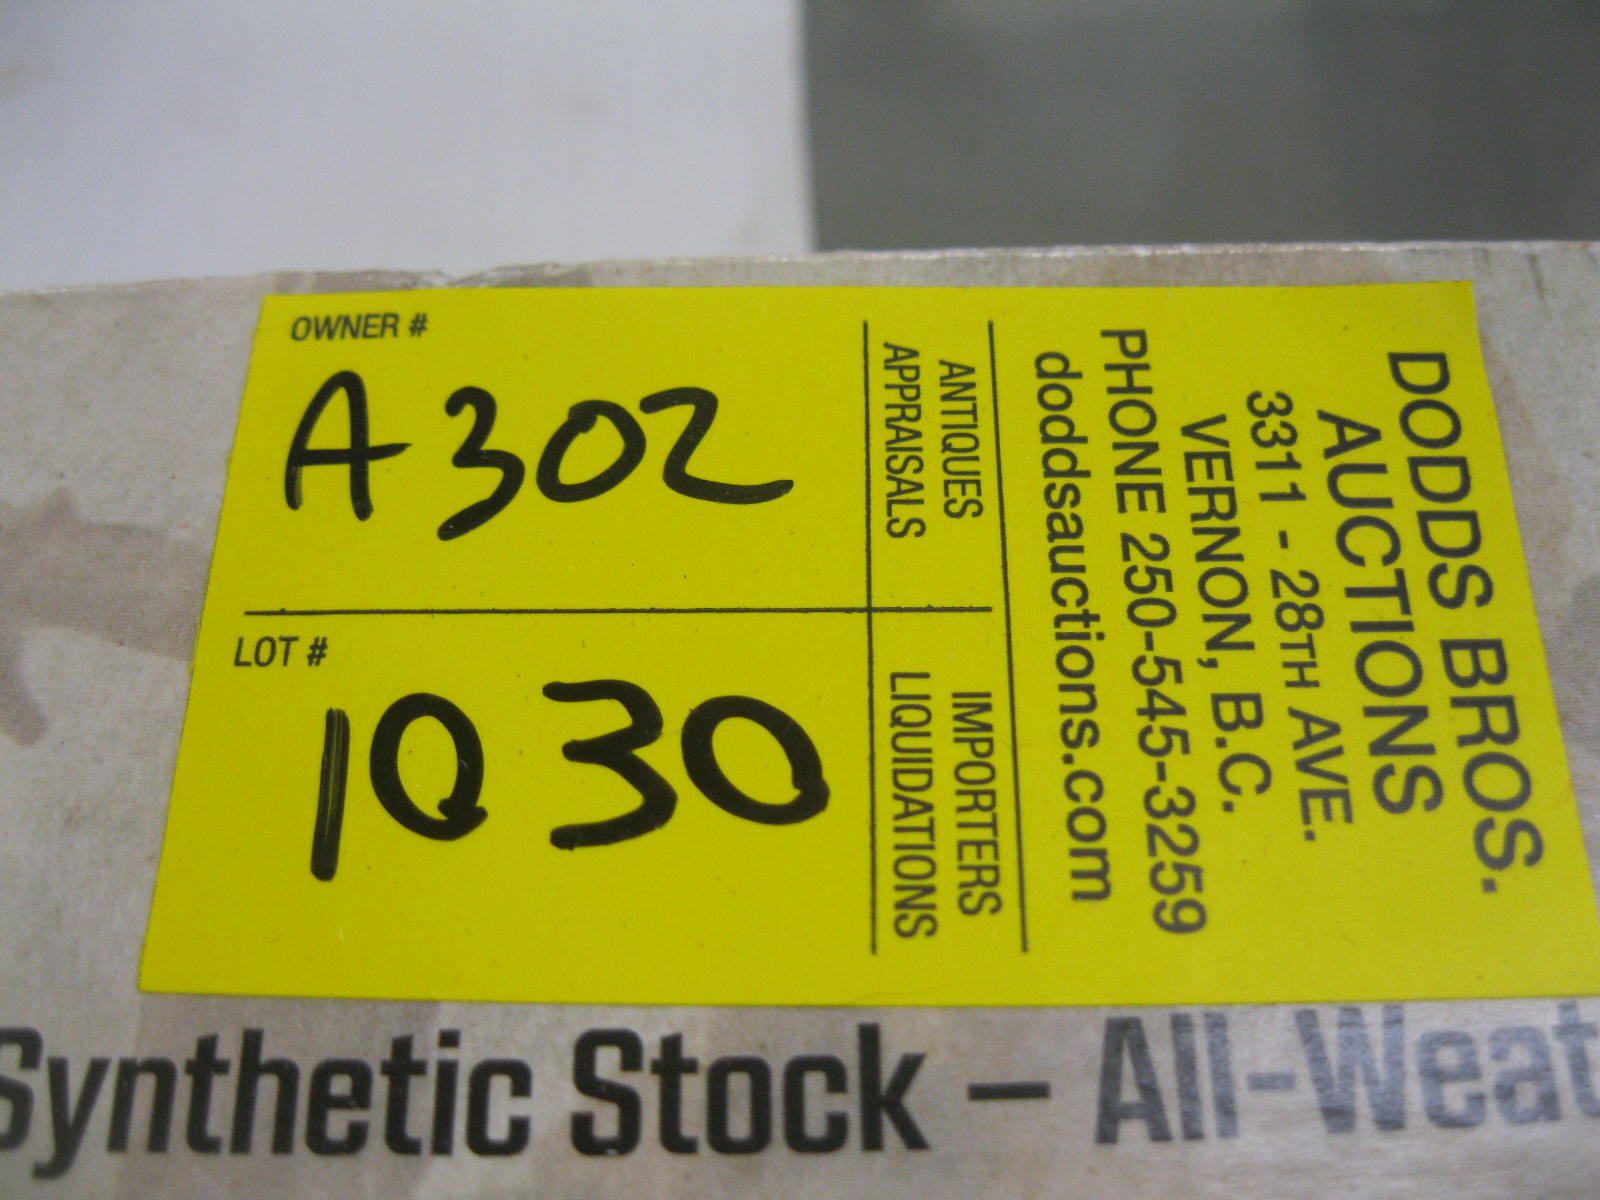 OWNER #
A302
LOT #
1030
ANTIQUES
APPRAISALS
IMPORTERS
LIQUIDATIONS
DODDS BROS.
AUCTIONS
3311 - 28TH AVE.
VERNON, B.C.
PHONE 250-545-3259
doddsauctions.com
Synthetic Stock – All-Weat